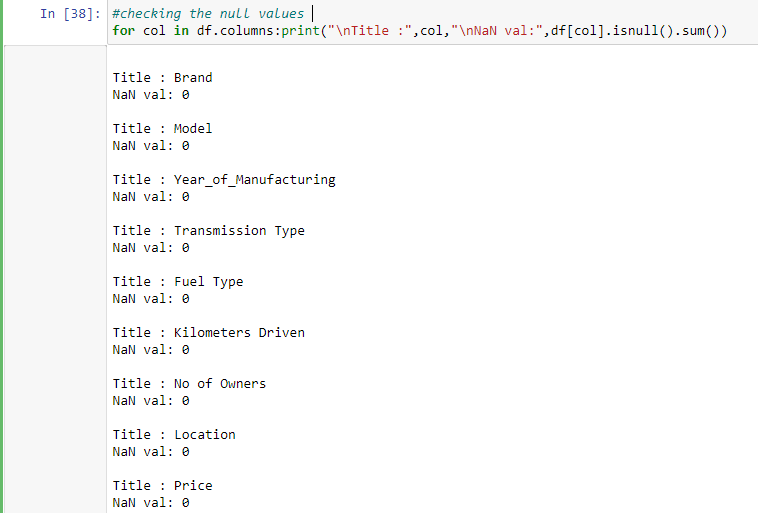 In [38]: #checking the null values
for col in df.columns:print("\nTitle :",col,"\nNaN val:",df[col].isnull().sum())
Title : Brand
NaN val: 0
Title : Model
NaN val: 0
Title : Year_of_Manufacturing
NaN val: 0
Title : Transmission Type
NaN val: 0
Title : Fuel Type
NaN val: 0
Title : Kilometers Driven
NaN val: 0
Title : No of Owners
NaN val: 0
Title : Location
NaN val: 0
Title : Price
NaN val: 0